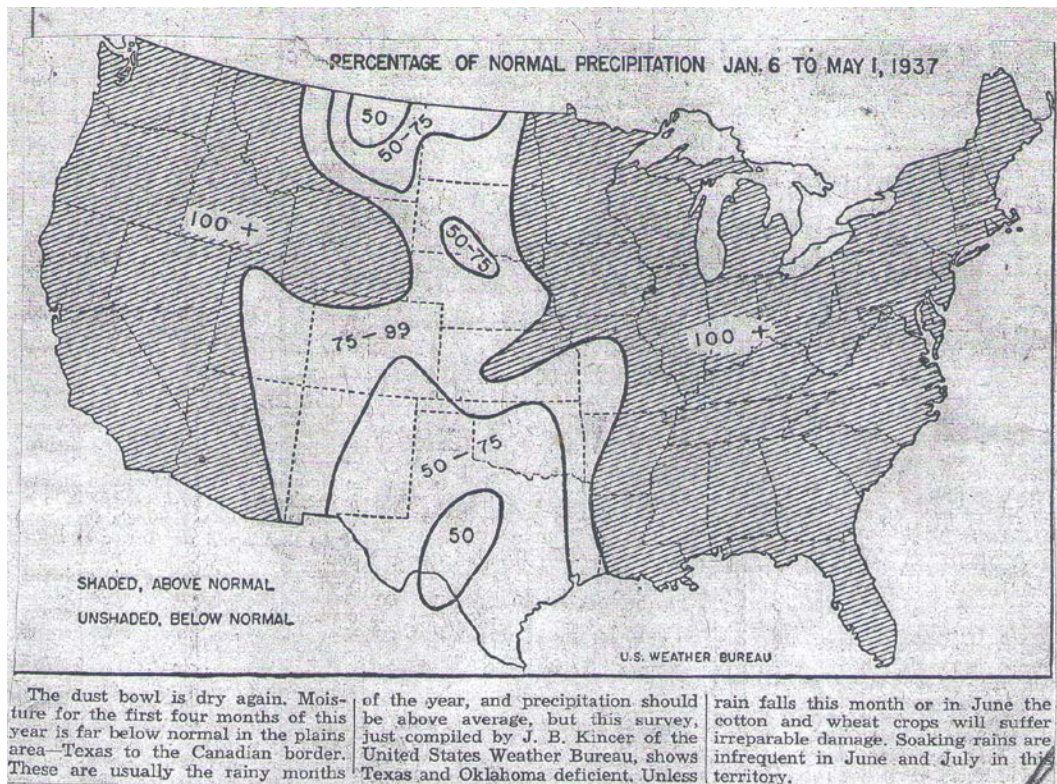 PERCENTAGE OF NORMAL PRECIPITATION JAN. 6 TO MAY 1, 1937
50
50-75
100 +
50-75
75-99
100 +
50-75
50
SHADED, ABOVE NORMAL
UNSHADED, BELOW NORMAL
U.S. WEATHER BUREAU
The dust bowl is dry again. Mois-
ture for the first four months of this
year is far below normal in the plains
area—Texas to the Canadian border.
These are usually the rainy months
of the year, and precipitation should
be above average, but this survey,
just compiled by J. B. Kincer of the
United States Weather Bureau, shows
Texas and Oklahoma deficient. Unless
rain falls this month or in June the
cotton and wheat crops will suffer
irreparable damage. Soaking rains are
infrequent in June and July in this
territory.